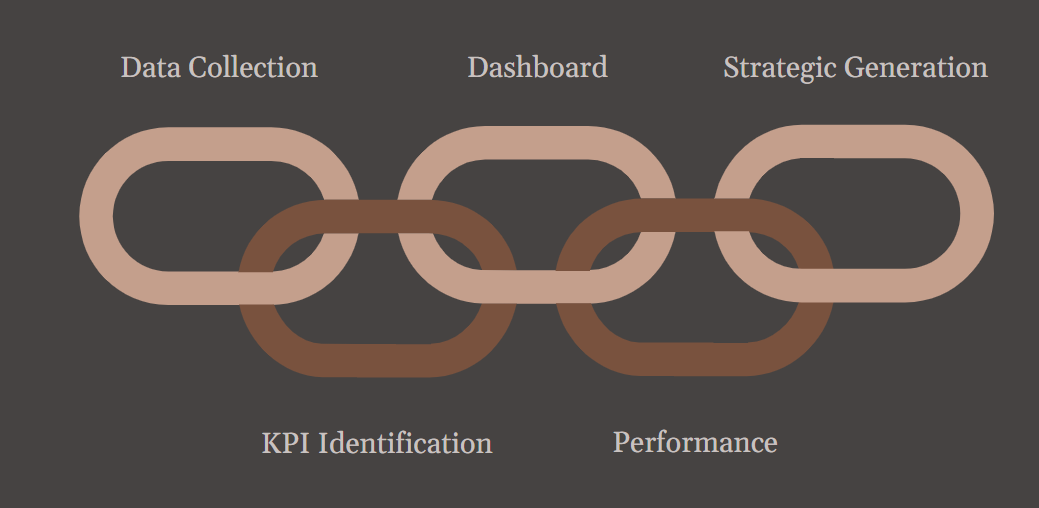 Data Collection
Dashboard
Strategic Generation
KPI Identification
Performance